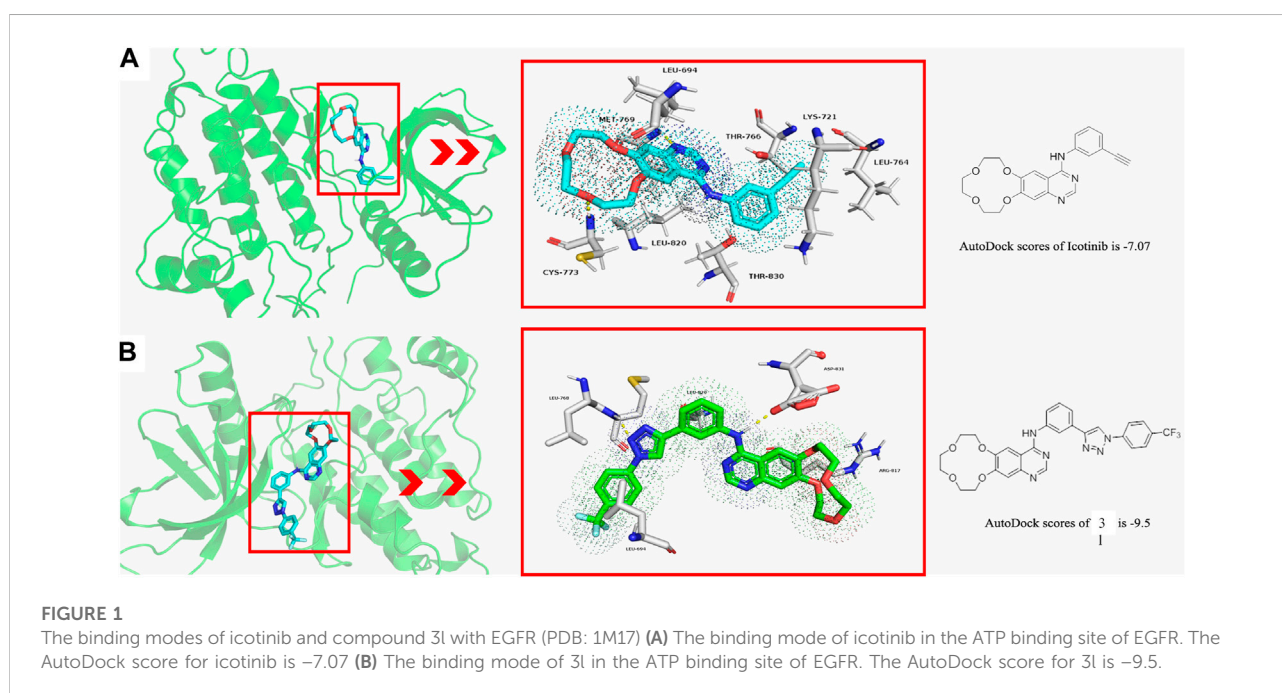 A
LEU-694
MET-769
THR-766
LYS-721
LEU-764
LEU-820
CYS-773
THR-830
HN
O
O
O
O
N
N
AutoDock scores of Icotinib is -7.07
B
LEU-768
ASP-831
ARG-817
LEU-694
HN
O
O
O
O
N
N
N
N=N
CF3
AutoDock scores of 3 is -9.5
l
FIGURE 1
The binding modes of icotinib and compound 3l with EGFR (PDB: 1M17) (A) The binding mode of icotinib in the ATP binding site of EGFR. The
AutoDock score for icotinib is −7.07 (B) The binding mode of 3l in the ATP binding site of EGFR. The AutoDock score for 3l is −9.5.